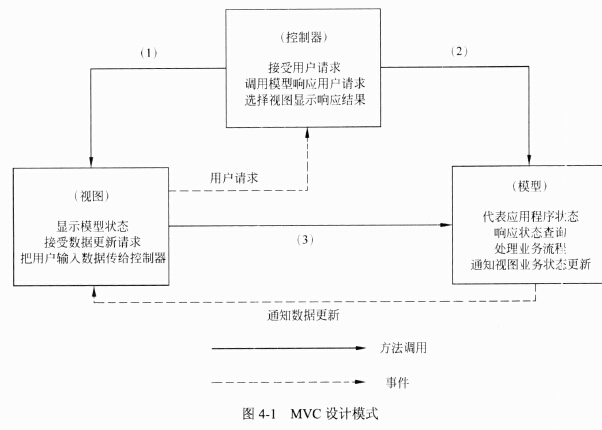 (控制器)
接受用户请求
调用模型响应用户请求
选择视图显示响应结果
(1)
(2)
用户请求
(视图)
显示模型状态
接受数据更新请求
把用户输入数据传给控制器
(3)
(模型)
代表应用程序状态
响应状态查询
处理业务流程
通知视图业务状态更新
通知数据更新
方法调用
事件
图 4-1 MVC 设计模式